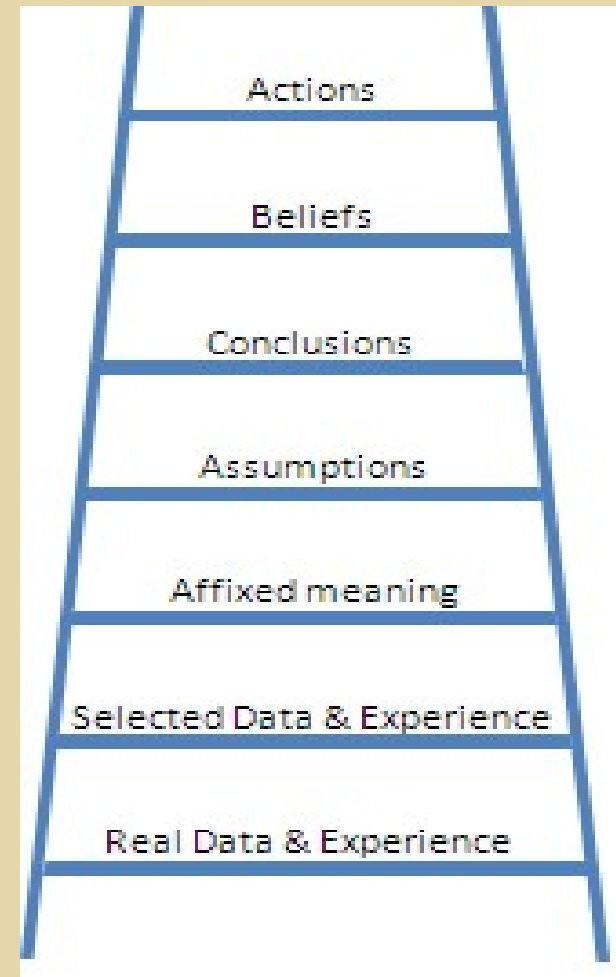 Actions
Beliefs
Conclusions
Assumptions
Affixed meaning
Selected Data & Experience
Real Data & Experience